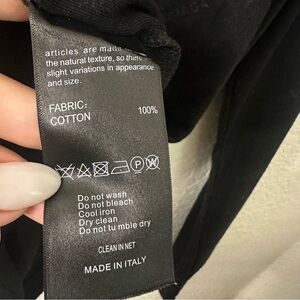 articles are made
the natural texture, so there
slight variations in appearance
and size.
FABRIC:
COTTON 100%
P W
Do not wash
Do not bleach
Cool iron
Dry clean
Do not tumble dry
CLEAN IN NET
MADE IN ITALY